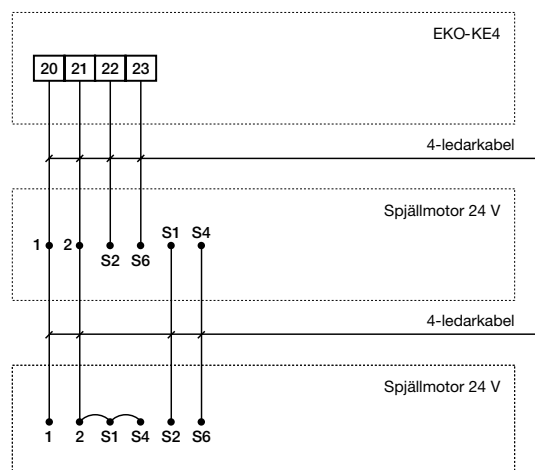 EKO-KE4
20 21 22 23
4-ledarkabel
Spjällmotor 24 V
S1 S4
1 2
S2 S6
4-ledarkabel
Spjällmotor 24 V
1 2 S1 S4 S2 S6